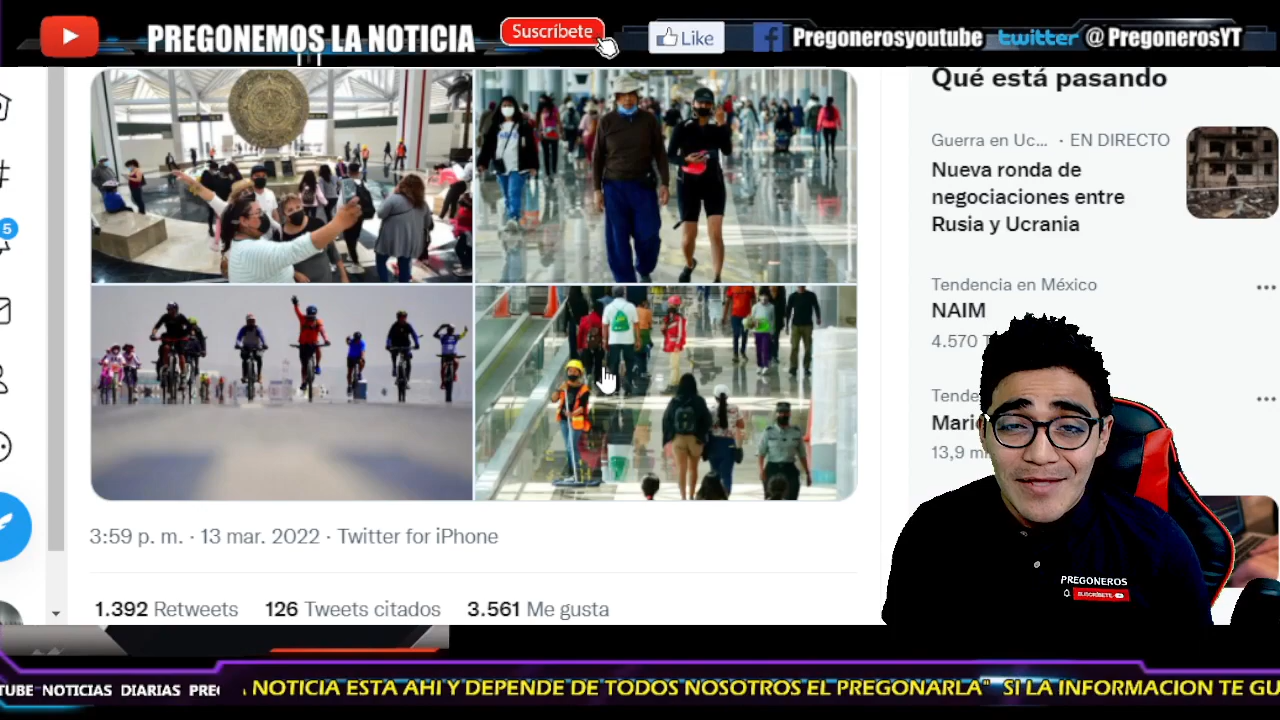 PREGONEMOS LA NOTICIA
Suscríbete
Like
Pregonerosyoutube
twitter @PregonerosYT
Qué está pasando
Guerra en Uc... · EN DIRECTO
Nueva ronda de
negociaciones entre
Rusia y Ucrania
Tendencia en México
NAIM
4.570
5
13,9
3:59 p. m. · 13 mar. 2022 · Twitter for iPhone
1.392 Retweets 126 Tweets citados 3.561 Me gusta
PREGONEROS
SUSCRÍBETE
NOTICIAS DIARIAS
NOTICIA ESTA AHI Y DEPENDE DE TODOS NOSOTROS EL PREGONARLA" SI LA INFORMACION TE